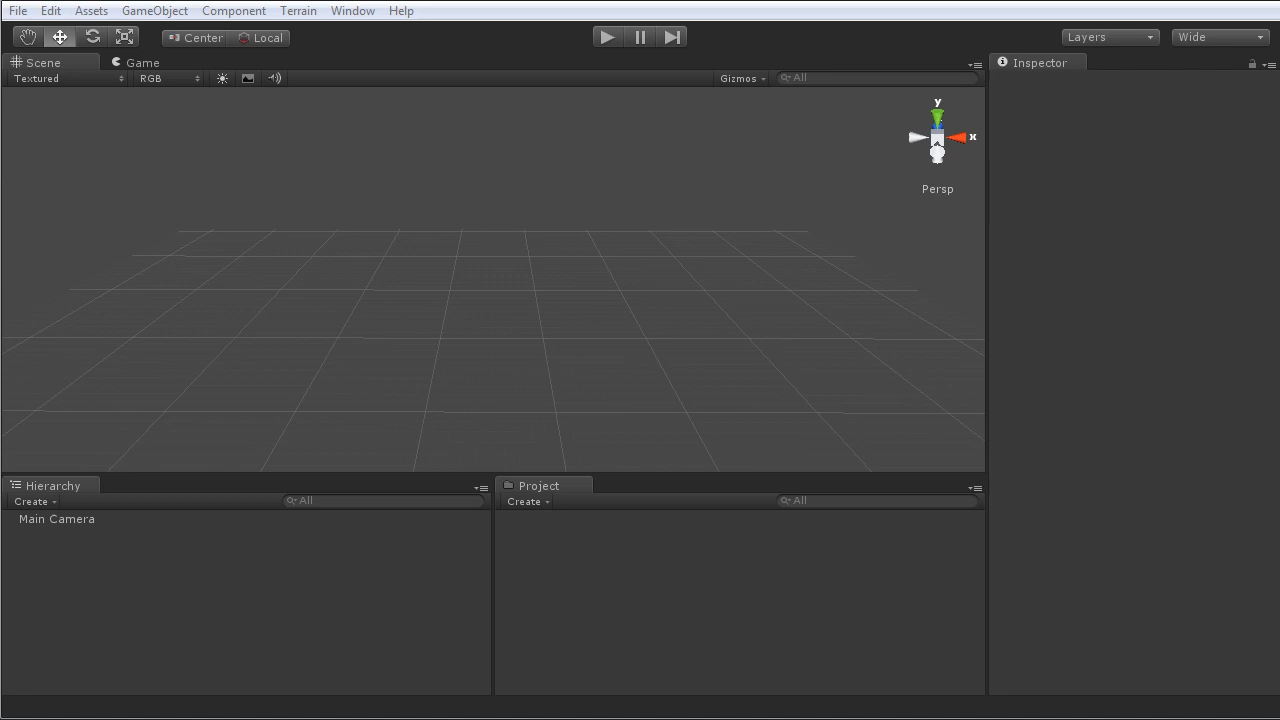 File Edit Assets GameObject Component Terrain Window Help
Center Local Layers Wide
Scene Game Inspector
Textured RGB Gizmos All
y
x
Persp
Hierarchy Project
Create All Create All
Main Camera